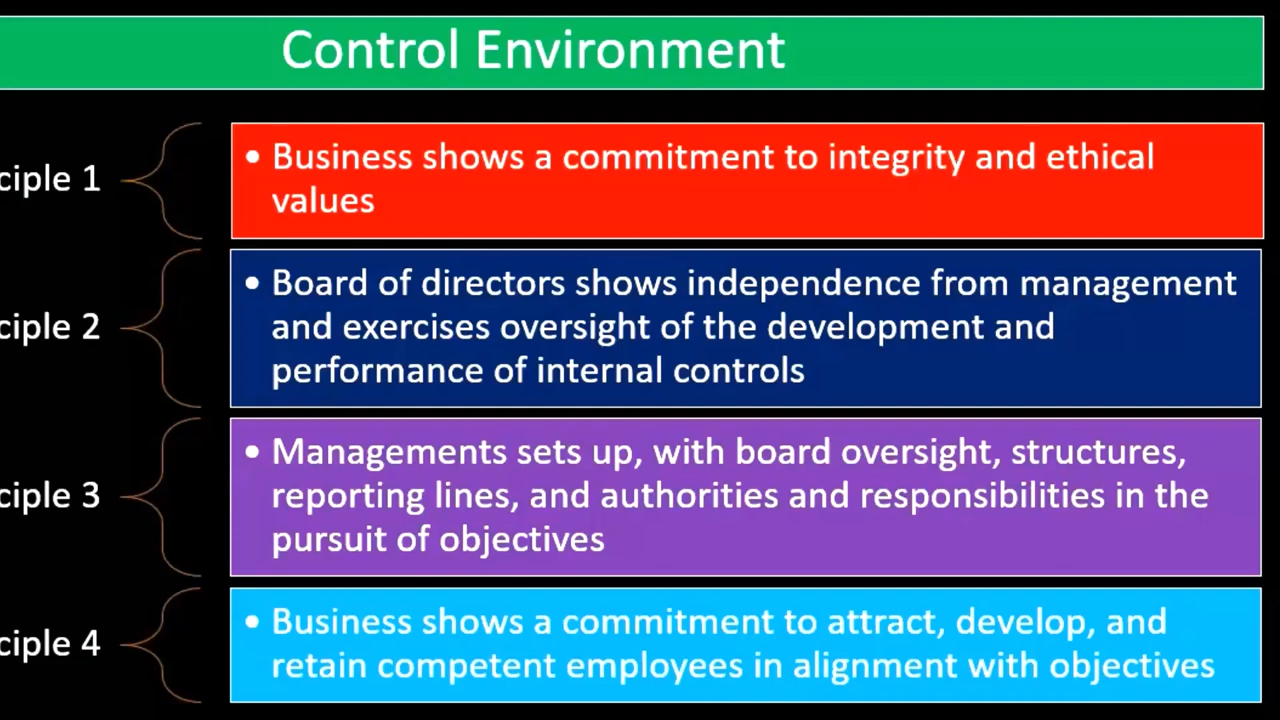 Control Environment
ciple 1
• Business shows a commitment to integrity and ethical
values
ciple 2
• Board of directors shows independence from management
and exercises oversight of the development and
performance of internal controls
ciple 3
• Managements sets up, with board oversight, structures,
reporting lines, and authorities and responsibilities in the
pursuit of objectives
ciple 4
• Business shows a commitment to attract, develop, and
retain competent employees in alignment with objectives